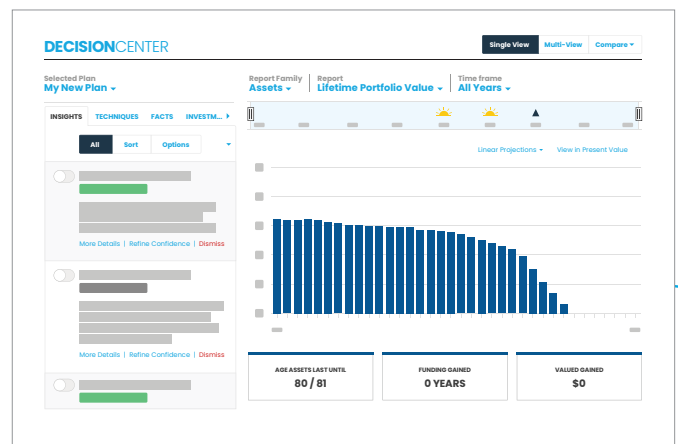 DECISIONCENTER
Single View Multi-View Compare
Selected Plan
My New Plan
Report Family Report Time frame
Assets Lifetime Portfolio Value All Years
INSIGHTS TECHNIQUES FACTS INVESTM...
All Sort Options
Linear Projections View in Present Value
More Details | Refine Confidence | Dismiss
More Details | Refine Confidence | Dismiss
AGE ASSETS LAST UNTIL
80 / 81
FUNDING GAINED
0 YEARS
VALUED GAINED
$0